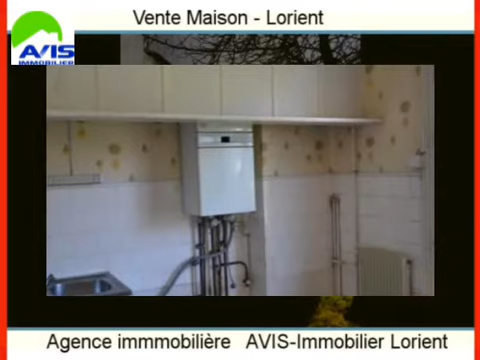 Vente Maison - Lorient
AVIS
IMMOBILIER
Agence immmobilière AVIS-Immobilier Lorient